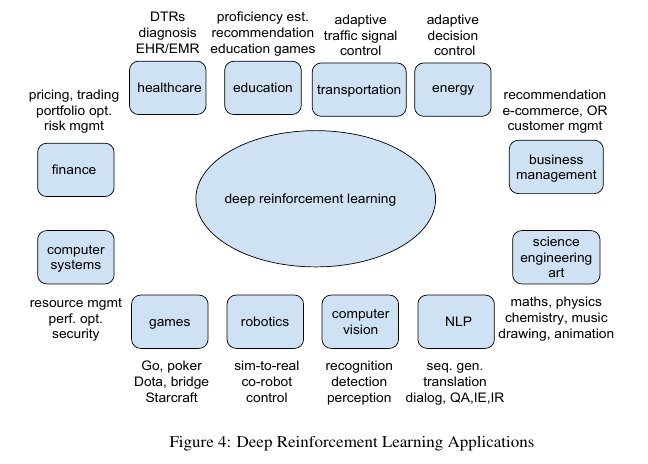 DTRs
diagnosis
EHR/EMR
proficiency est.
recommendation
education games
adaptive
traffic signal
control
adaptive
decision
control
healthcare
education
transportation
energy
pricing, trading
portfolio opt.
risk mgmt
recommendation
e-commerce, OR
customer mgmt
finance
deep reinforcement learning
business
management
computer
systems
science
engineering
art
resource mgmt
perf. opt.
security
games
robotics
computer
vision
NLP
maths, physics
chemistry, music
drawing, animation
Go, poker
Dota, bridge
Starcraft
sim-to-real
co-robot
control
recognition
detection
perception
seq. gen.
translation
dialog, QA,IE,IR
Figure 4: Deep Reinforcement Learning Applications